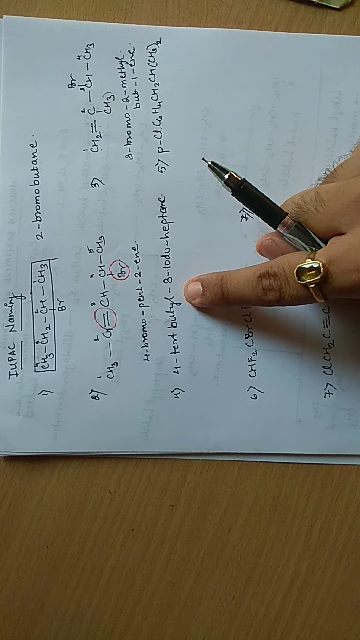 IUPAC Naming
1) CH3-CH2-CH-CH3
Br
2-bromobutane.
2) CH3-CH=CH-CH-CH3
Br
4-bromo-pent-2-ene.
3) CH2=C-CH-CH3
Br
CH3
3-bromo-2-methyl
but-1-ene.
4) 4-tert butyl-3-Iodo-heptane.
5) p-ClC6H4CH2CH(CH3)2
6) CHF2CBrClF
7) ClCH2C≡C